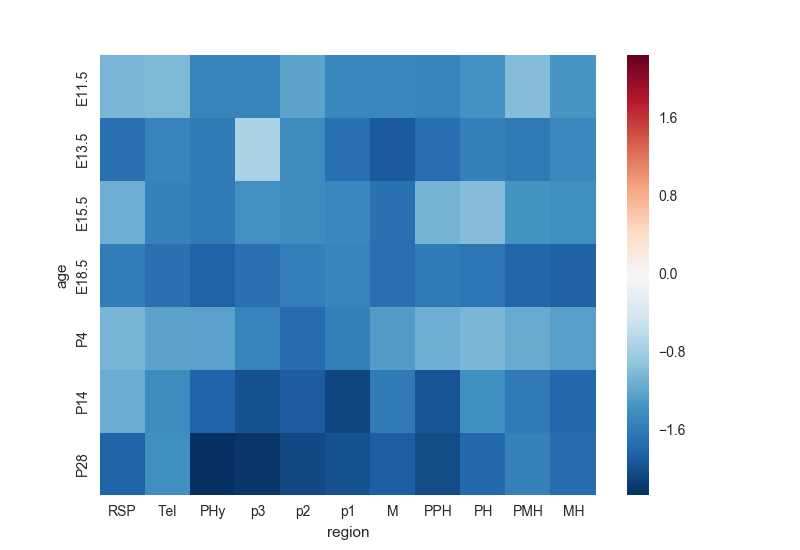 E11.5
E13.5
E15.5
E18.5
P4
P14
P28
age
RSP Tel PHy p3 p2 p1 M PPH PH PMH MH
region
1.6
0.8
0.0
−0.8
−1.6